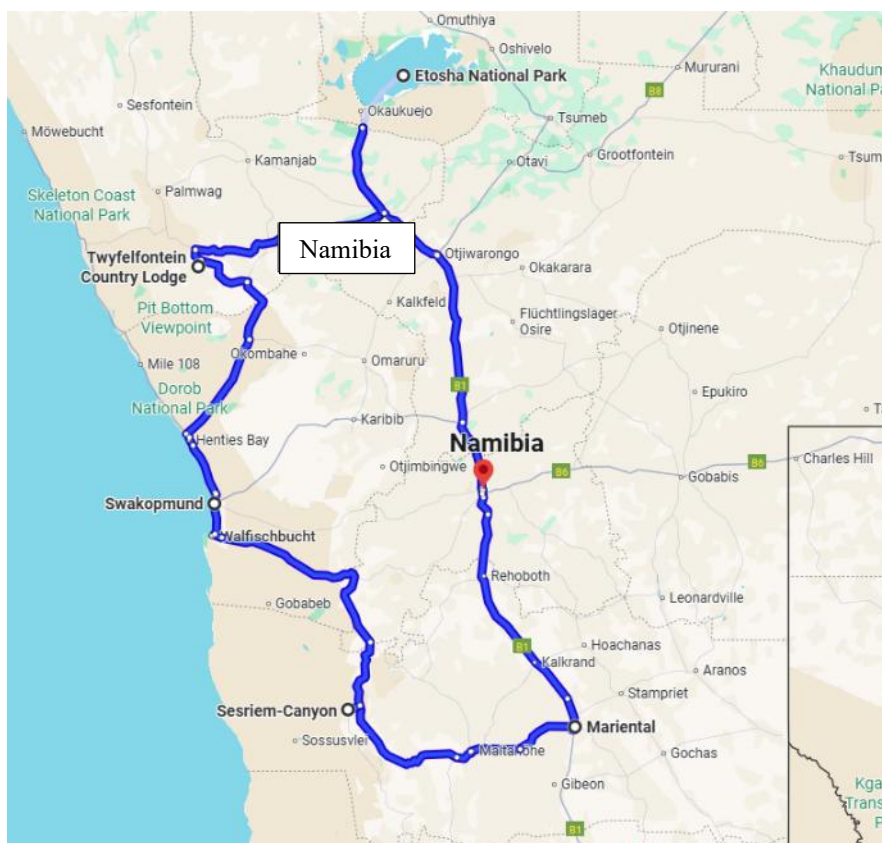 Omuthiya
Oshivelo
Mururani
Khaudum
National Pa
Etosha National Park
B8
Sesfontein
Okaukuejo
Tsumeb
Möwebucht
Kamanjab
Otavi
Grootfontein
Tsum
Palmwag
Skeleton Coast
National Park
Namibia
Twyfelfontein
Country Lodge
Otjiwarongo
Okakarara
Pit Bottom
Viewpoint
Kalkfeld
Flüchtlingslager
Osire
Otjinene
Mile 108
Okombahe
Omaruru
Dorob
National Park
B1
Epukiro
Karibib
Henties Bay
Namibia
Otjimbingwe
B6
B6
Charles Hill
Gobabis
Swakopmund
Walfischbucht
Rehoboth
Gobabeb
Leonardville
B1
Hoachanas
Kalkrand
Aranos
Stampriet
Sesriem-Canyon
Mariental
Sossusvlei
Maltahöhe
Gochas
Gibeon
Kga
Trans
P
B1